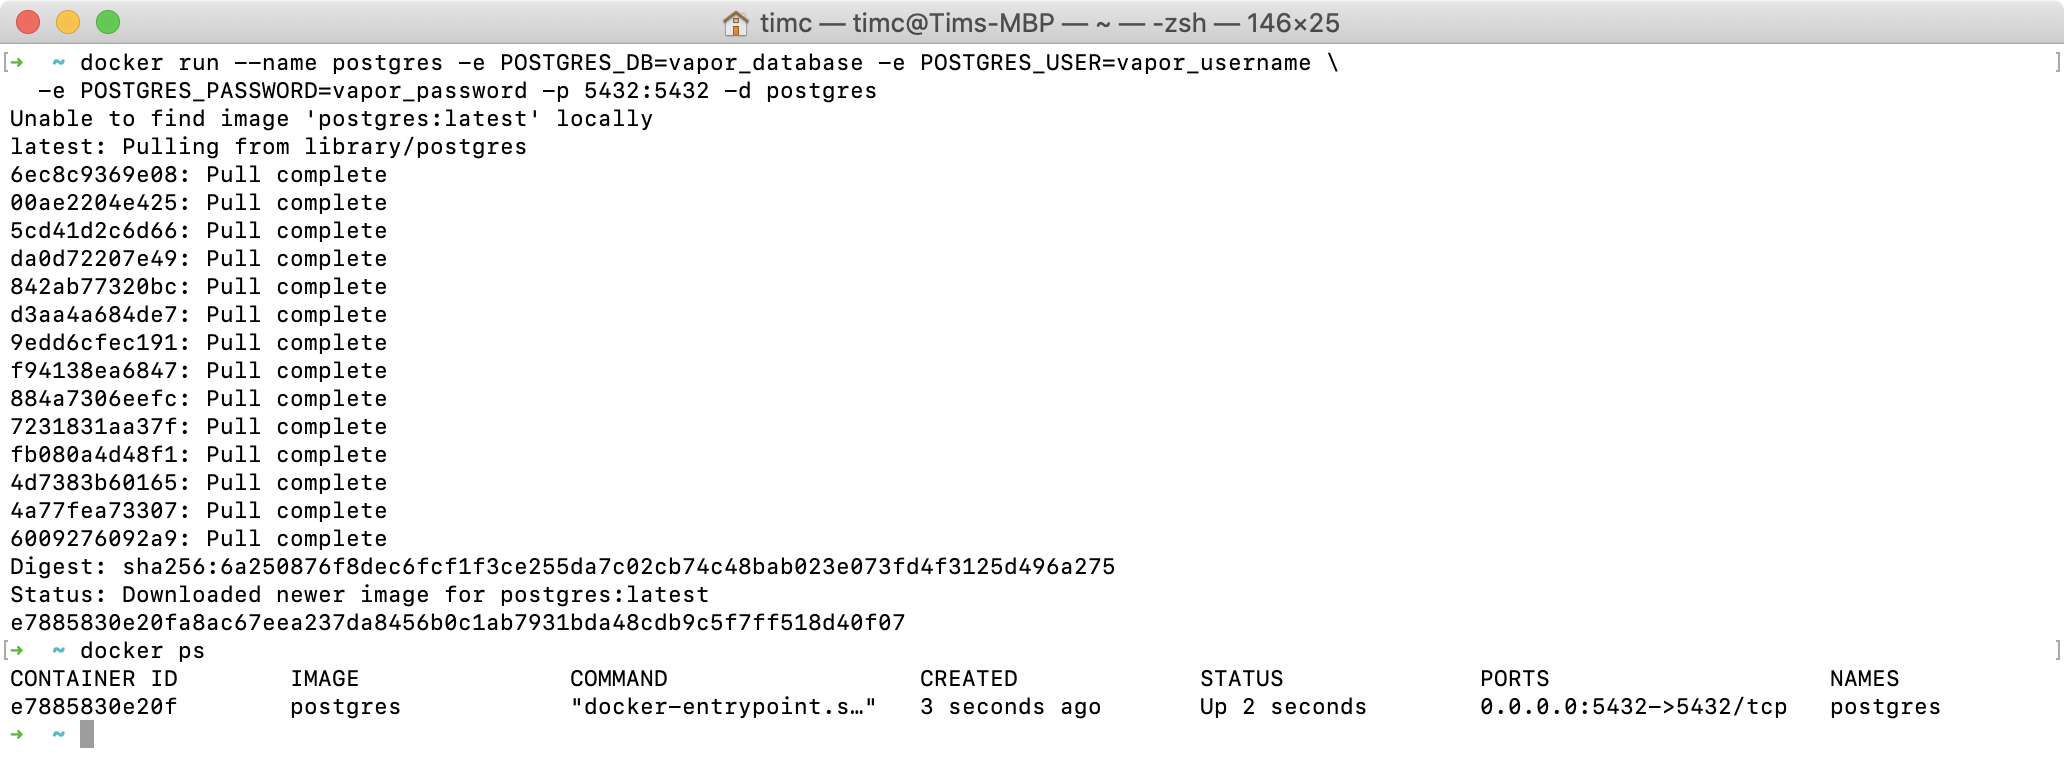 timc — timc@Tims-MBP — ~ — -zsh — 146×25
[➜  ~ docker run --name postgres -e POSTGRES_DB=vapor_database -e POSTGRES_USER=vapor_username \ ]
  -e POSTGRES_PASSWORD=vapor_password -p 5432:5432 -d postgres
Unable to find image 'postgres:latest' locally
latest: Pulling from library/postgres
6ec8c9369e08: Pull complete
00ae2204e425: Pull complete
5cd41d2c6d66: Pull complete
da0d72207e49: Pull complete
842ab77320bc: Pull complete
d3aa4a684de7: Pull complete
9edd6cfec191: Pull complete
f94138ea6847: Pull complete
884a7306eefc: Pull complete
7231831aa37f: Pull complete
fb080a4d48f1: Pull complete
4d7383b60165: Pull complete
4a77fea73307: Pull complete
6009276092a9: Pull complete
Digest: sha256:6a250876f8dec6fcf1f3ce255da7c02cb74c48bab023e073fd4f3125d496a275
Status: Downloaded newer image for postgres:latest
e7885830e20fa8ac67eea237da8456b0c1ab7931bda48cdb9c5f7ff518d40f07
[➜  ~ docker ps ]
CONTAINER ID        IMAGE               COMMAND                  CREATED             STATUS              PORTS                    NAMES
e7885830e20f        postgres            "docker-entrypoint.s…"   3 seconds ago       Up 2 seconds        0.0.0.0:5432->5432/tcp   postgres
➜  ~